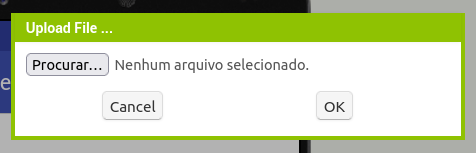 Upload File ...
Procurar... Nenhum arquivo selecionado.
Cancel OK